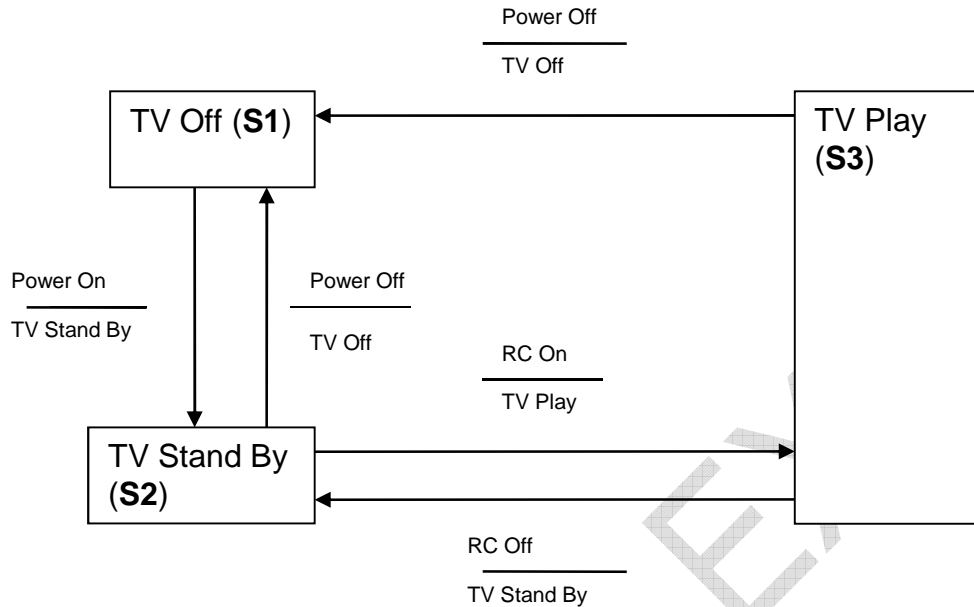 Power Off
TV Off
TV Off (S1)
TV Play
(S3)
Power On
TV Stand By
Power Off
TV Off
RC On
TV Play
TV Stand By
(S2)
RC Off
TV Stand By